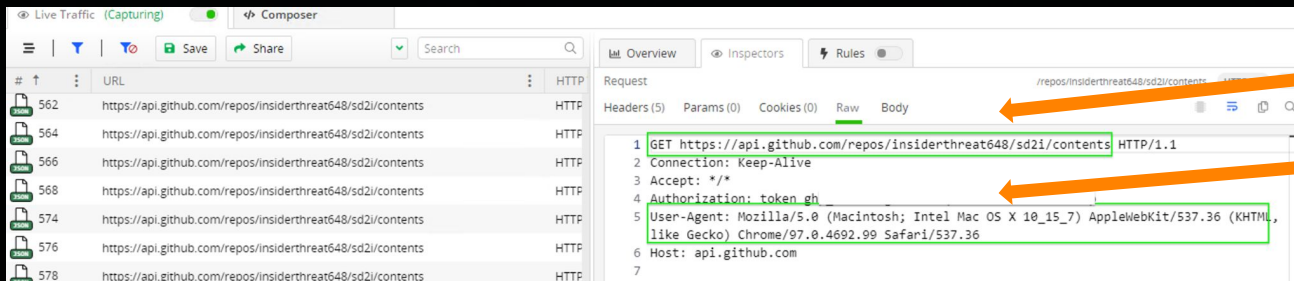 Live Traffic (Capturing) </> Composer
Save Share Search
Overview Inspectors Rules
# ↑ URL HTTP
Request /repos/insiderthreat648/sd2i/contents
Headers (5) Params (0) Cookies (0) Raw Body
562 https://api.github.com/repos/insiderthreat648/sd2i/contents HTTP
564 https://api.github.com/repos/insiderthreat648/sd2i/contents HTTP
566 https://api.github.com/repos/insiderthreat648/sd2i/contents HTTP
568 https://api.github.com/repos/insiderthreat648/sd2i/contents HTTP
574 https://api.github.com/repos/insiderthreat648/sd2i/contents HTTP
576 https://api.github.com/repos/insiderthreat648/sd2i/contents HTTP
578 https://api.github.com/repos/insiderthreat648/sd2i/contents HTTP
1 GET https://api.github.com/repos/insiderthreat648/sd2i/contents HTTP/1.1
2 Connection: Keep-Alive
3 Accept: */*
4 Authorization: token gh
5 User-Agent: Mozilla/5.0 (Macintosh; Intel Mac OS X 10_15_7) AppleWebKit/537.36 (KHTML,
like Gecko) Chrome/97.0.4692.99 Safari/537.36
6 Host: api.github.com
7